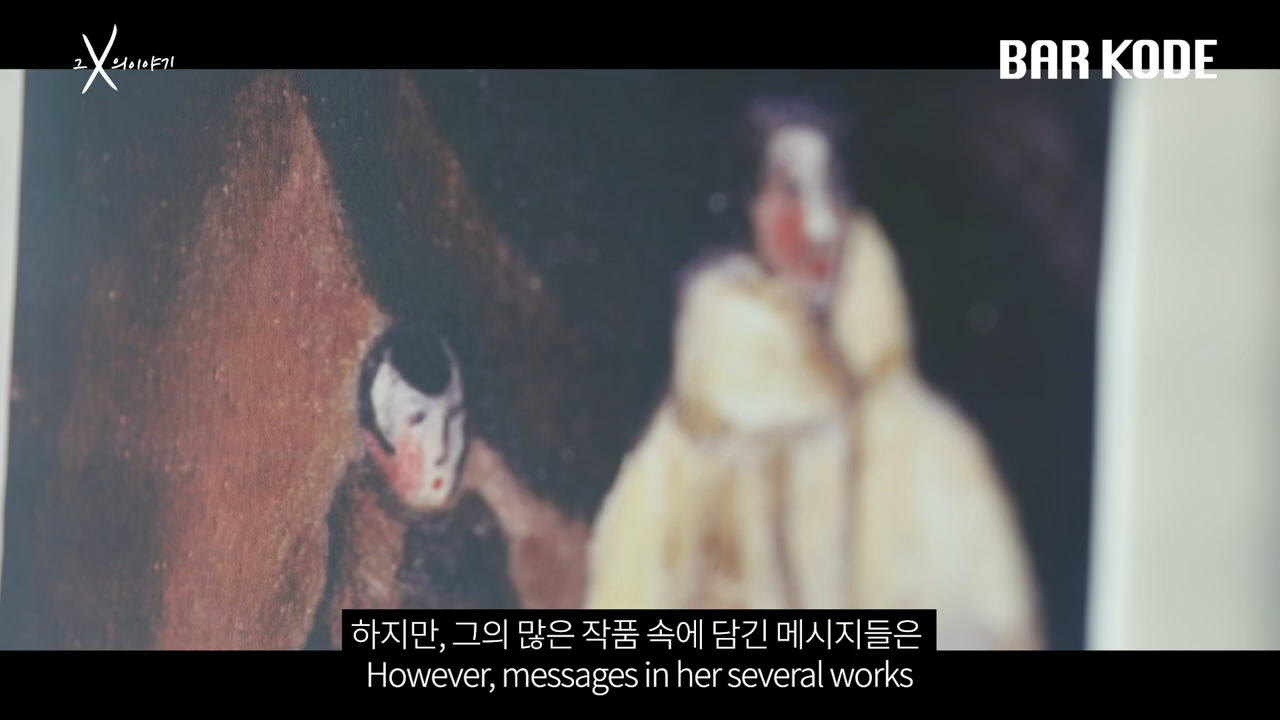 그X의이야기
BAR KODE
하지만, 그의 많은 작품 속에 담긴 메시지들은
However, messages in her several works